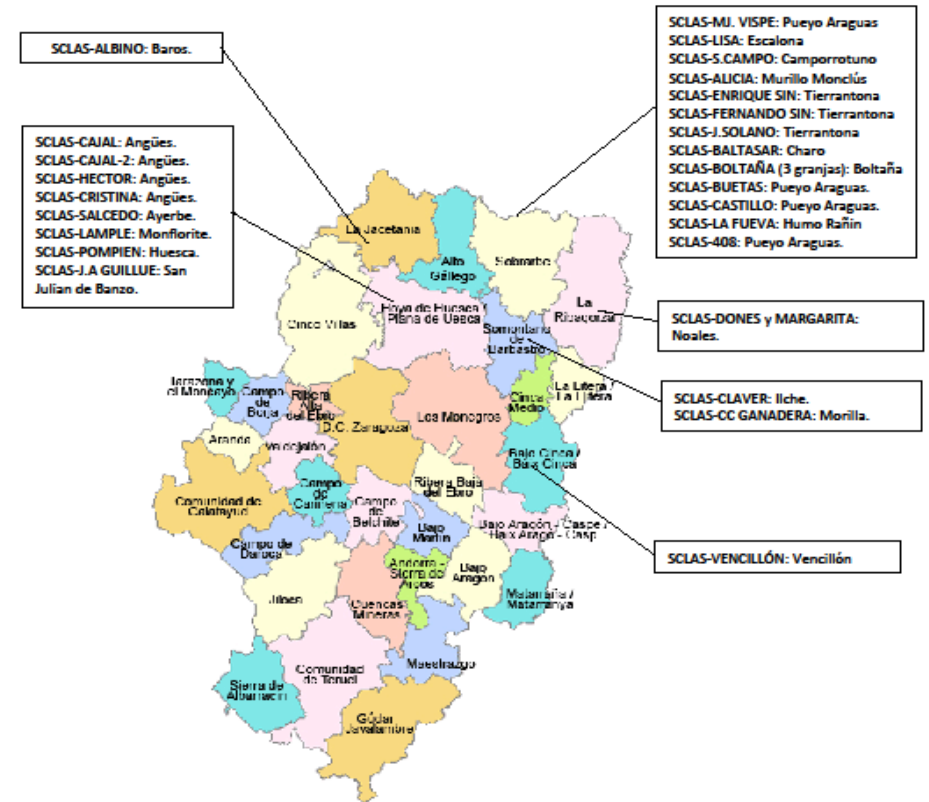 SCLAS-ALBINO: Baros.
SCLAS-MJ. VISPE: Pueyo Araguas
SCLAS-LISA: Escalona
SCLAS-S.CAMPO: Camporrotuno
SCLAS-ALICIA: Murillo Monclús
SCLAS-ENRIQUE SIN: Tierrantona
SCLAS-FERNANDO SIN: Tierrantona
SCLAS-J.SOLANO: Tierrantona
SCLAS-BALTASAR: Charo
SCLAS-BOLTAÑA (3 granjas): Boltaña
SCLAS-BUETAS: Pueyo Araguas.
SCLAS-CASTILLO: Pueyo Araguas.
SCLAS-LA FUEVA: Humo Rañin
SCLAS-408: Pueyo Araguas.
SCLAS-CAJAL: Angües.
SCLAS-CAJAL-2: Angües.
SCLAS-HECTOR: Angües.
SCLAS-CRISTINA: Angües.
SCLAS-SALCEDO: Ayerbe.
SCLAS-LAMPLE: Monflorite.
SCLAS-POMPIEN: Huesca.
SCLAS-J.A GUILLUE: San
Julian de Banzo.
SCLAS-DONES y MARGARITA:
Noales.
SCLAS-CLAVER: Ilche.
SCLAS-CC GANADERA: Morilla.
SCLAS-VENCILLÓN: Vencillón
La Jacetania
Alto
Gállego
Sobrarbe
La
Ribagorza
Cinco Villas
Hoya de Huesca /
Plana de Uesca
Somontano
de
Barbastro
Cinca
Medio
La Litera /
La Llitera
Tarazona y
el Moncayo
Campo
de
Borja
Ribera
Alta
del Ebro
D.C. Zaragoza
Los Monegros
Bajo Cinca /
Baix Cinca
Aranda
Valdejalón
Comunidad de
Calatayud
Campo
de
Cariñena
Campo
de
Belchite
Ribera Baja
del Ebro
Bajo Aragón - Caspe /
Baix Aragó - Casp
Campo de
Daroca
Bajo
Martín
Andorra -
Sierra de
Arcos
Bajo
Aragón
Matarraña /
Matarranya
Jiloca
Cuencas
Mineras
Maestrazgo
Comunidad
de Teruel
Sierra de
Albarracín
Gúdar
Javalambre